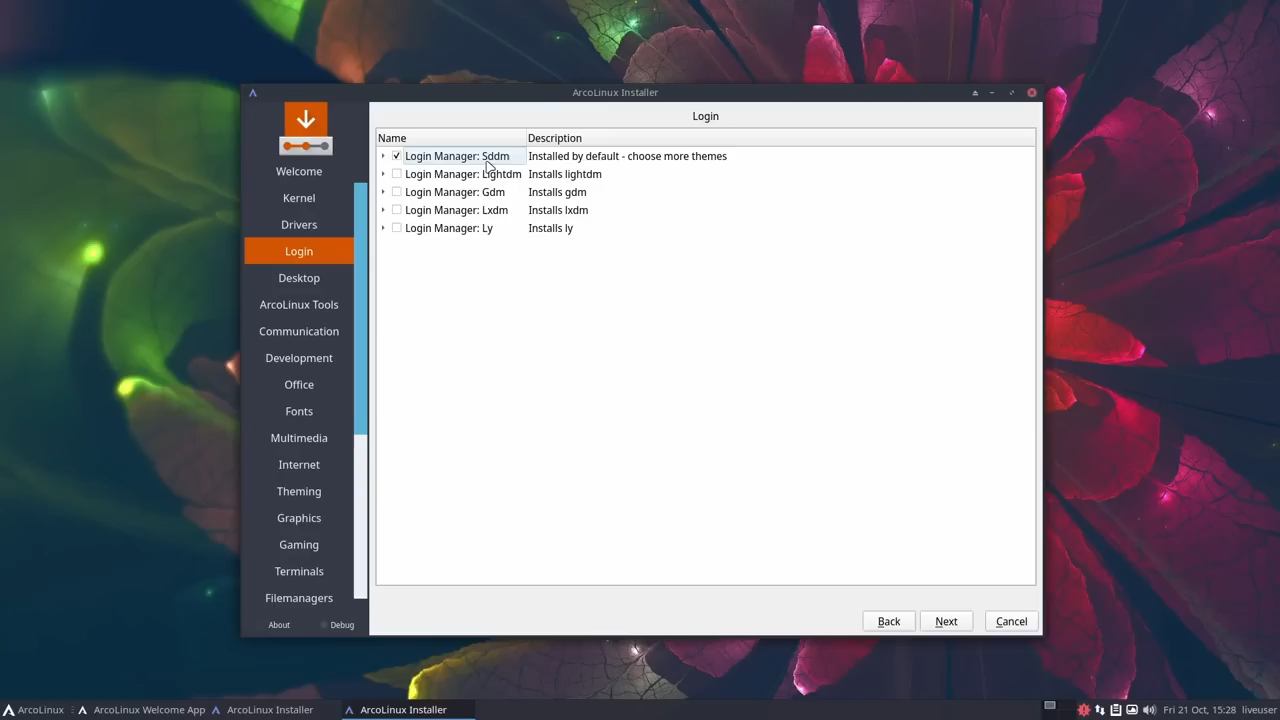 ArcoLinux Installer
Login
Name Description
Login Manager: Sddm Installed by default - choose more themes
Login Manager: Lightdm Installs lightdm
Login Manager: Gdm Installs gdm
Login Manager: Lxdm Installs lxdm
Login Manager: Ly Installs ly
Welcome
Kernel
Drivers
Login
Desktop
ArcoLinux Tools
Communication
Development
Office
Fonts
Multimedia
Internet
Theming
Graphics
Gaming
Terminals
Filemanagers
About Debug
Back Next Cancel
ArcoLinux ArcoLinux Welcome App ArcoLinux Installer ArcoLinux Installer Fri 21 Oct, 15:28 liveuser